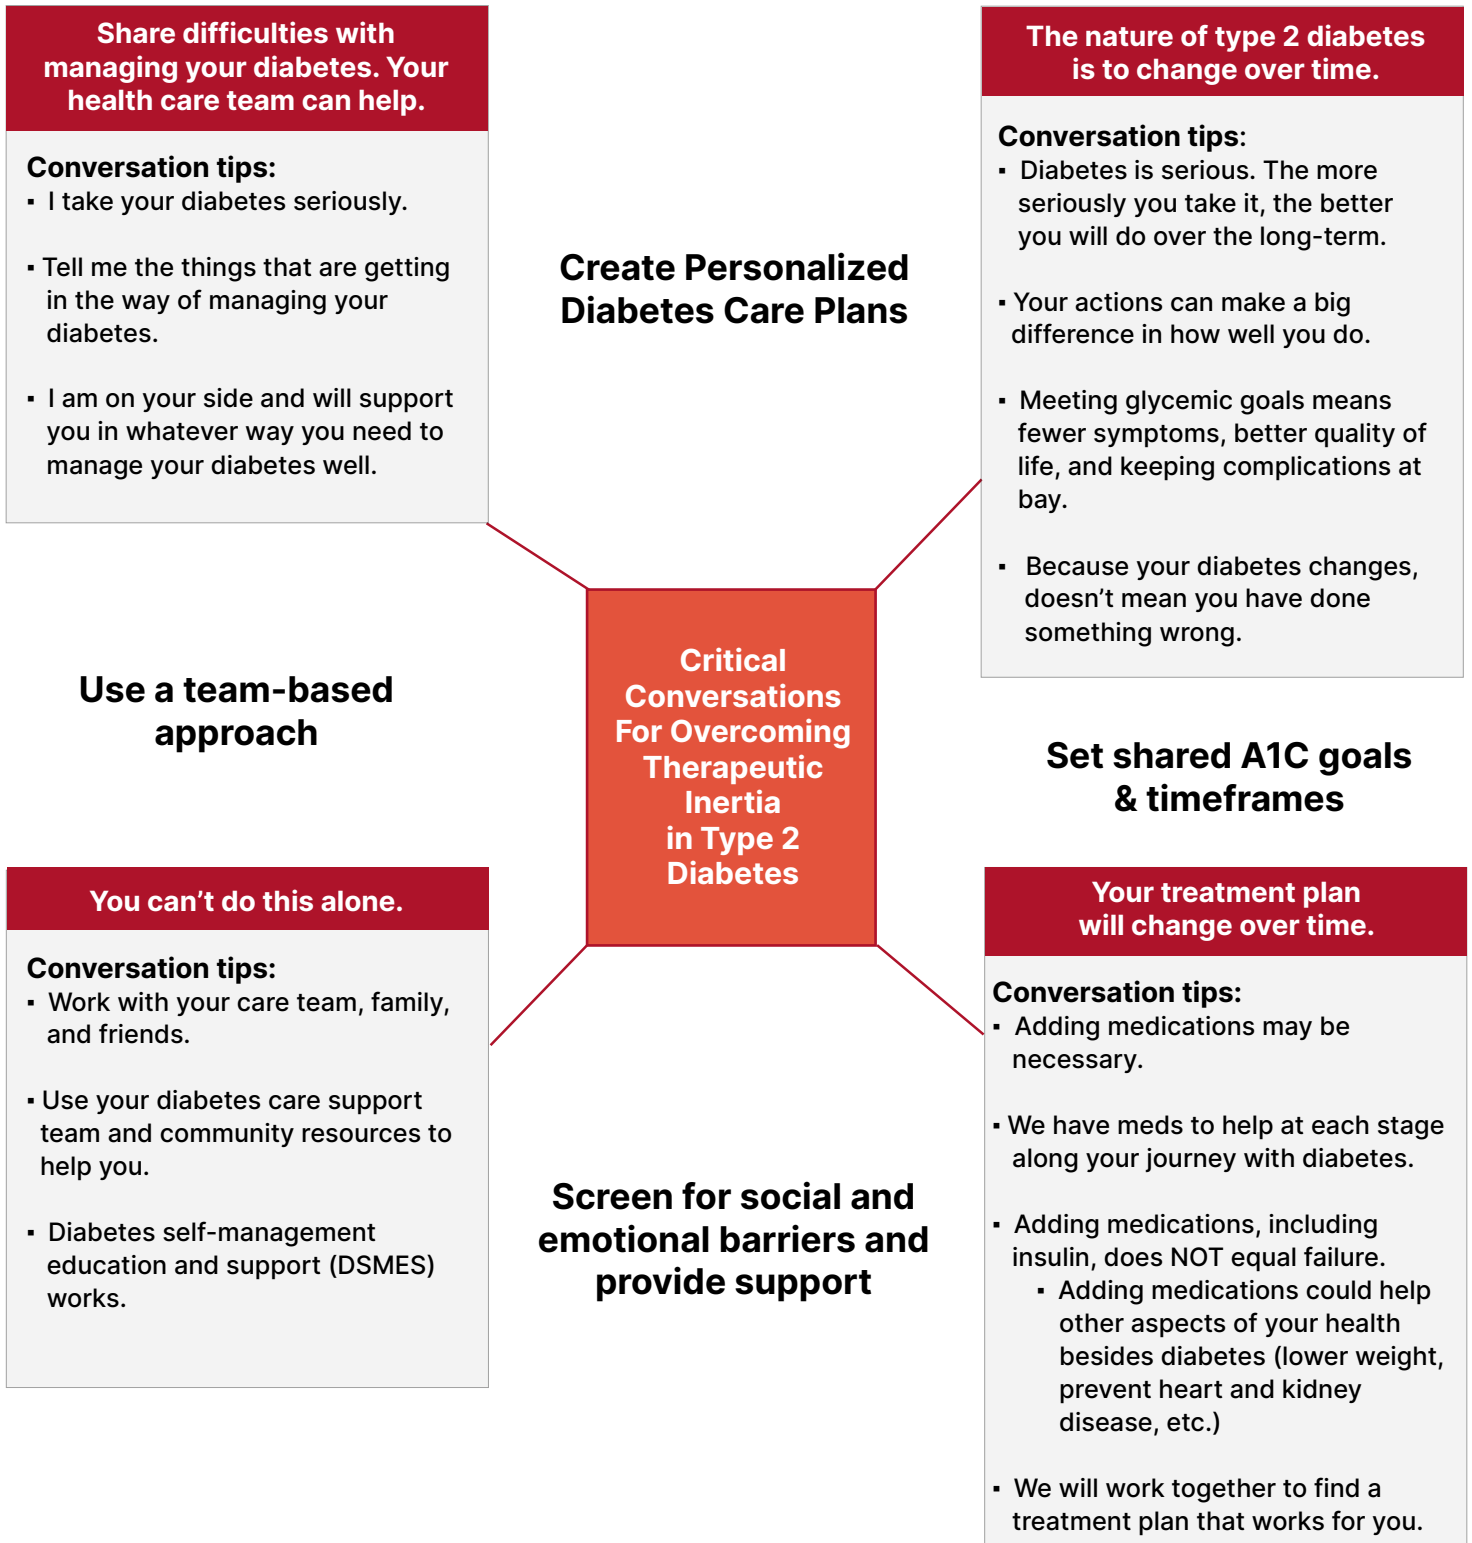 Share difficulties with
managing your diabetes. Your
health care team can help.
Conversation tips:
▪ I take your diabetes seriously.
▪ Tell me the things that are getting
in the way of managing your
diabetes.
▪ I am on your side and will support
you in whatever way you need to
manage your diabetes well.
Create Personalized
Diabetes Care Plans
The nature of type 2 diabetes
is to change over time.
Conversation tips:
▪ Diabetes is serious. The more
seriously you take it, the better
you will do over the long-term.
▪ Your actions can make a big
difference in how well you do.
▪ Meeting glycemic goals means
fewer symptoms, better quality of
life, and keeping complications at
bay.
▪ Because your diabetes changes,
doesn’t mean you have done
something wrong.
Use a team-based
approach
Critical
Conversations
For Overcoming
Therapeutic
Inertia
in Type 2
Diabetes
Set shared A1C goals
& timeframes
You can’t do this alone.
Conversation tips:
▪ Work with your care team, family,
and friends.
▪ Use your diabetes care support
team and community resources to
help you.
▪ Diabetes self-management
education and support (DSMES)
works.
Screen for social and
emotional barriers and
provide support
Your treatment plan
will change over time.
Conversation tips:
▪ Adding medications may be
necessary.
▪ We have meds to help at each stage
along your journey with diabetes.
▪ Adding medications, including
insulin, does NOT equal failure.
▪ Adding medications could help
other aspects of your health
besides diabetes (lower weight,
prevent heart and kidney
disease, etc.)
▪ We will work together to find a
treatment plan that works for you.